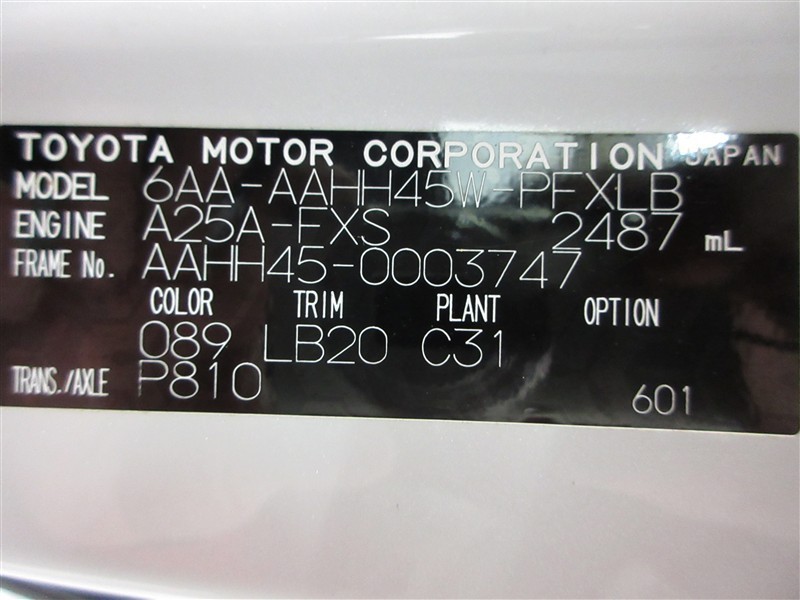 TOYOTA MOTOR CORPORATION JAPAN
MODEL 6AA-AAHH45W-PFXLB
ENGINE A25A-FXS 2487 mL
FRAME No. AAHH45-0003747
COLOR TRIM PLANT OPTION
089 LB20 C31
TRANS./AXLE P810 601